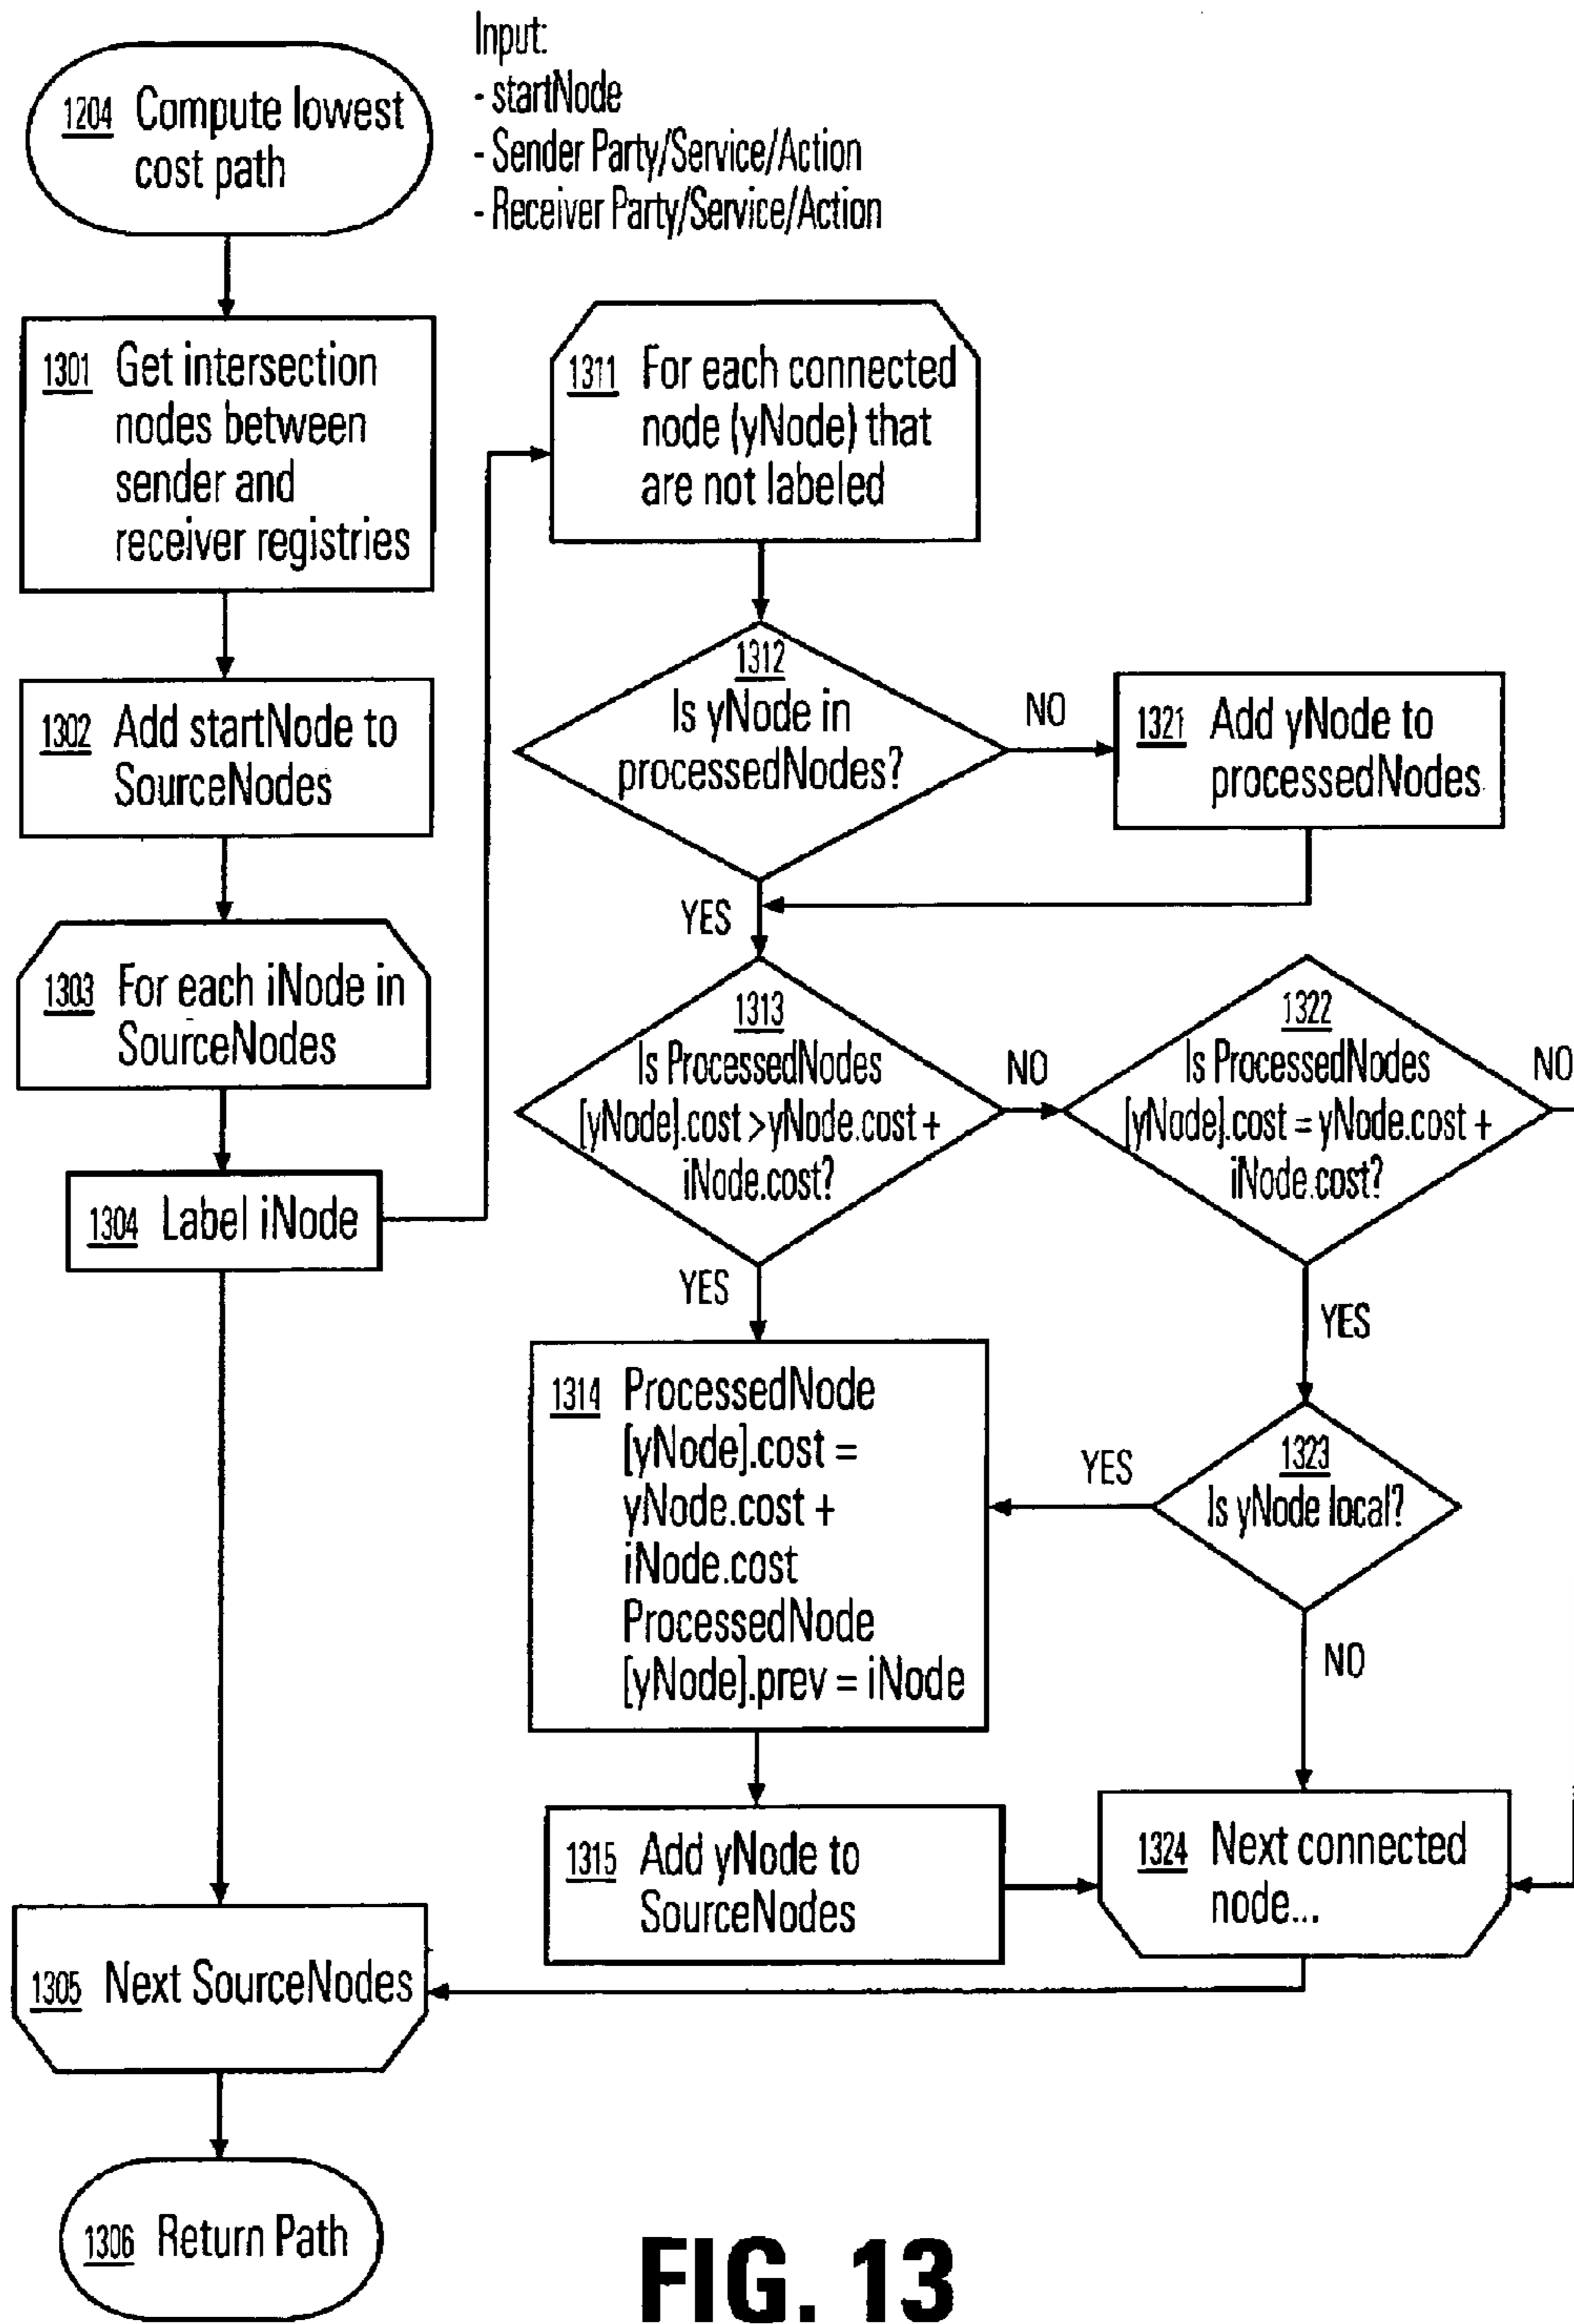 Input:
- startNode
- Sender Party/Service/Action
- Receiver Party/Service/Action
1204 Compute lowest
cost path
1301 Get intersection
nodes between
sender and
receiver registries
1302 Add startNode to
SourceNodes
1303 For each iNode in
SourceNodes
1304 Label iNode
1311 For each connected
node (yNode) that
are not labeled
1312
Is yNode in
processedNodes?
NO
1321 Add yNode to
processedNodes
YES
1313
Is ProcessedNodes
[yNode].cost >yNode.cost +
iNode.cost?
NO
1322
Is ProcessedNodes
[yNode].cost = yNode.cost +
iNode.cost?
NO
YES
YES
1314 ProcessedNode
[yNode].cost =
yNode.cost +
iNode.cost
ProcessedNode
[yNode].prev = iNode
YES
1323
Is yNode local?
NO
1315 Add yNode to
SourceNodes
1324 Next connected
node...
1305 Next SourceNodes
1306 Return Path
FIG. 13